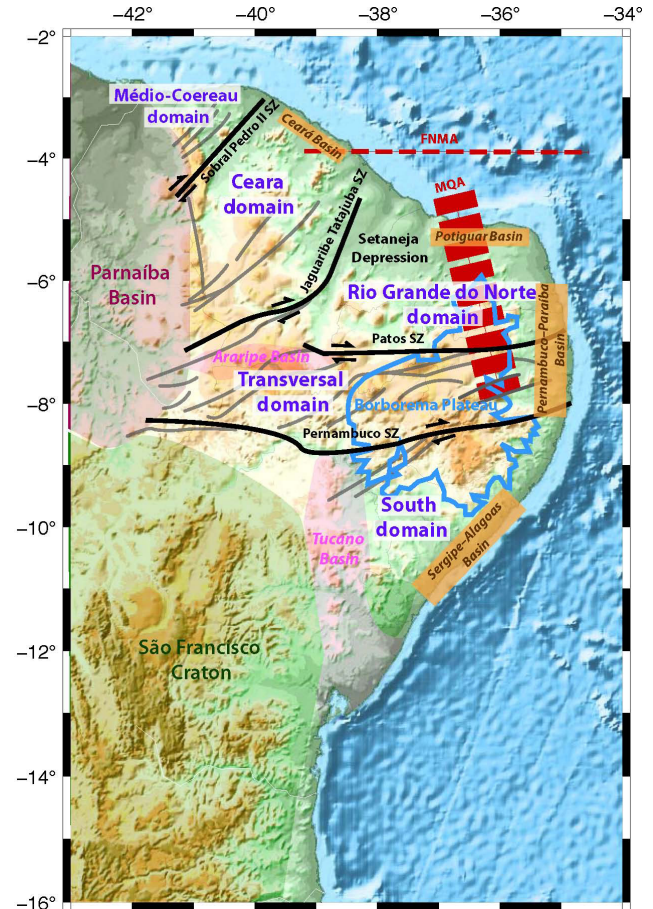 −42° −40° −38° −36° −34°
−2°
−4°
−6°
−8°
−10°
−12°
−14°
−16°
Médio-Coereau
domain
Sobral Pedro II SZ
Ceará Basin
FNMA
Ceara
domain
MQA
Jaguaribe Tatajuba SZ
Setaneja
Depression
Potiguar Basin
Parnaíba
Basin
Rio Grande do Norte
domain
Patos SZ
Pernambuco–Paraíba
Basin
Araripe Basin
Transversal
domain
Borborema Plateau
Pernambuco SZ
South
domain
Tucano
Basin
Sergipe–Alagoas
Basin
São Francisco
Craton